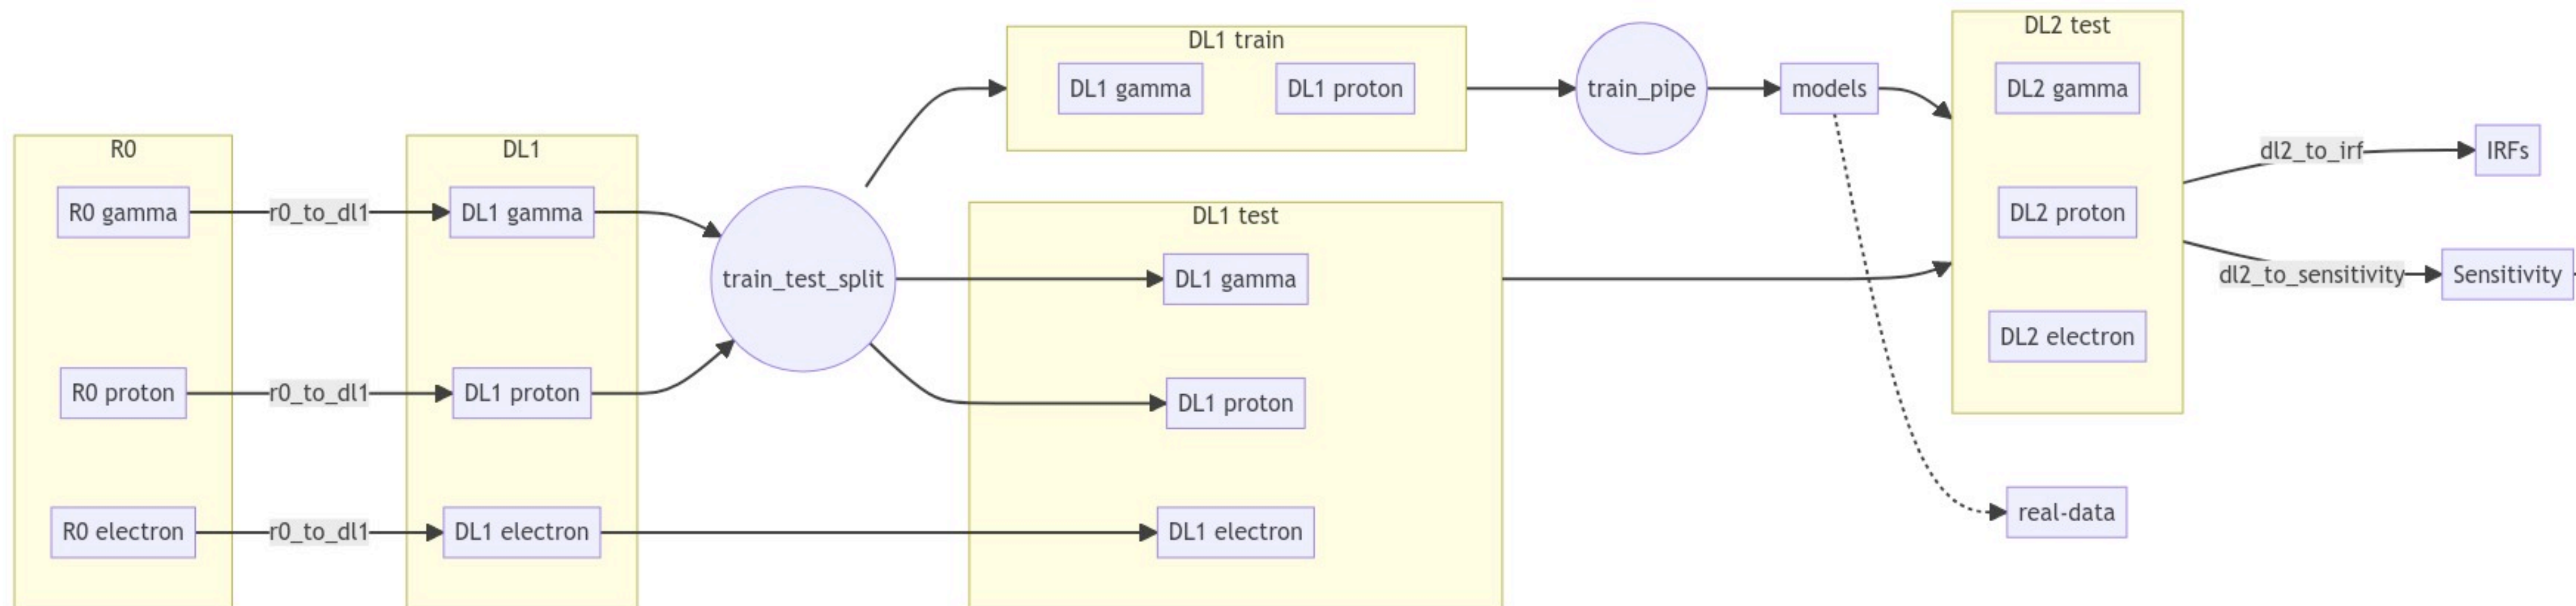 R0
R0 gamma
R0 proton
R0 electron
r0_to_dl1
r0_to_dl1
r0_to_dl1
DL1
DL1 gamma
DL1 proton
DL1 electron
train_test_split
DL1 train
DL1 gamma
DL1 proton
DL1 test
DL1 gamma
DL1 proton
DL1 electron
train_pipe
models
DL2 test
DL2 gamma
DL2 proton
DL2 electron
real-data
dl2_to_irf
IRFs
dl2_to_sensitivity
Sensitivity